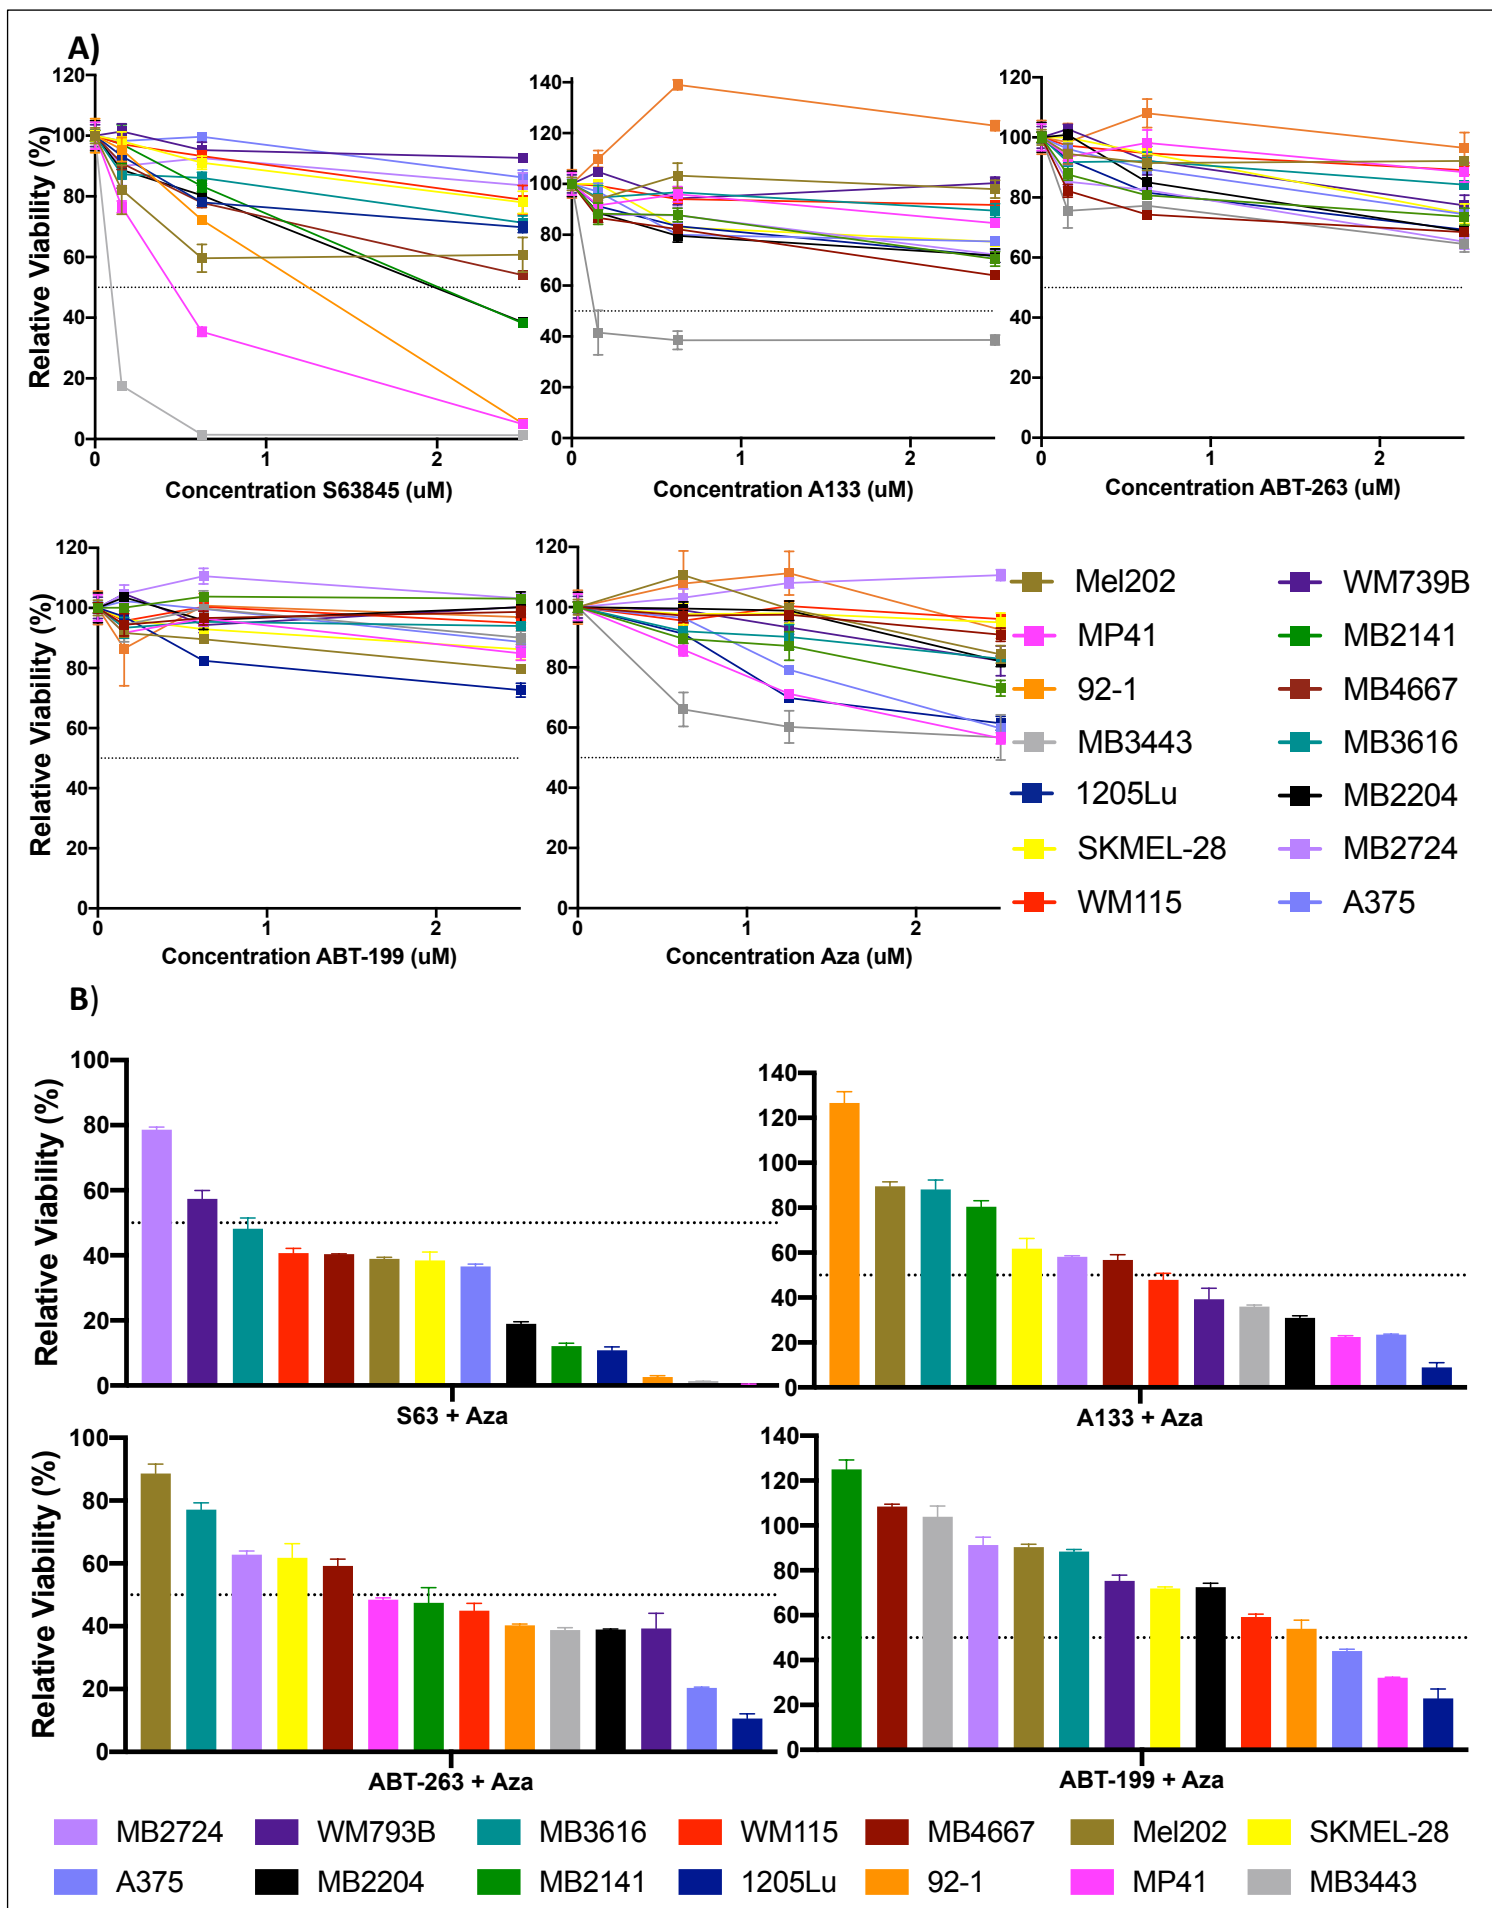 A)
120
100
80
60
40
20
0
0 1 2
Relative Viability (%)
Concentration S63845 (uM)
140
120
100
80
60
40
20
0
0 1 2
Concentration A133 (uM)
120
100
80
60
40
20
0
0 1 2
Concentration ABT-263 (uM)
120
100
80
60
40
20
0
0 1 2
Relative Viability (%)
Concentration ABT-199 (uM)
120
100
80
60
40
20
0
0 1 2
Concentration Aza (uM)
Mel202 WM739B
MP41 MB2141
92-1 MB4667
MB3443 MB3616
1205Lu MB2204
SKMEL-28 MB2724
WM115 A375
B)
100
80
60
40
20
0
Relative Viability (%)
S63 + Aza
140
120
100
80
60
40
20
0
A133 + Aza
100
80
60
40
20
0
Relative Viability (%)
ABT-263 + Aza
140
120
100
80
60
40
20
0
ABT-199 + Aza
MB2724 WM793B MB3616 WM115 MB4667 Mel202 SKMEL-28
A375 MB2204 MB2141 1205Lu 92-1 MP41 MB3443